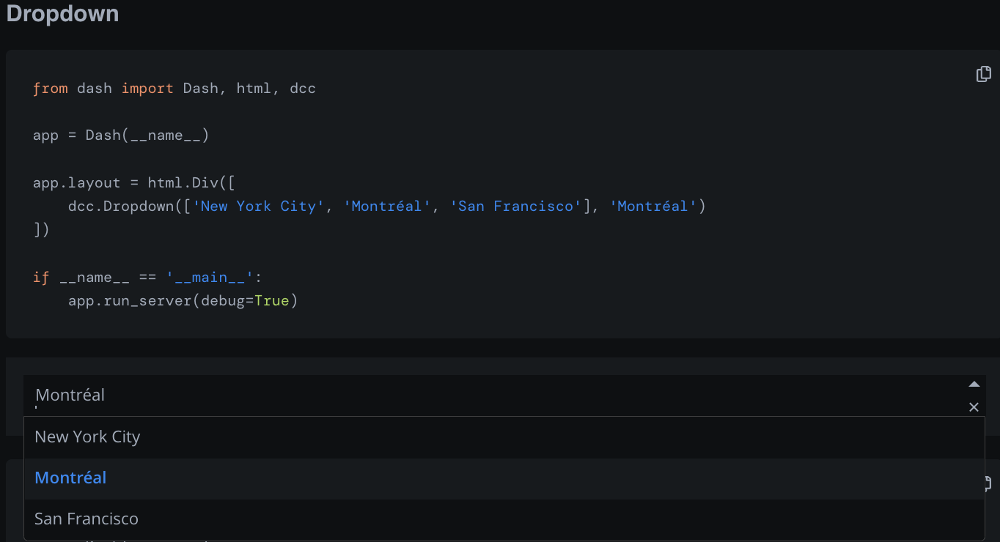 Dropdown
from dash import Dash, html, dcc
app = Dash(__name__)
app.layout = html.Div([
    dcc.Dropdown(['New York City', 'Montréal', 'San Francisco'], 'Montréal')
])
if __name__ == '__main__':
    app.run_server(debug=True)
Montréal
New York City
Montréal
San Francisco